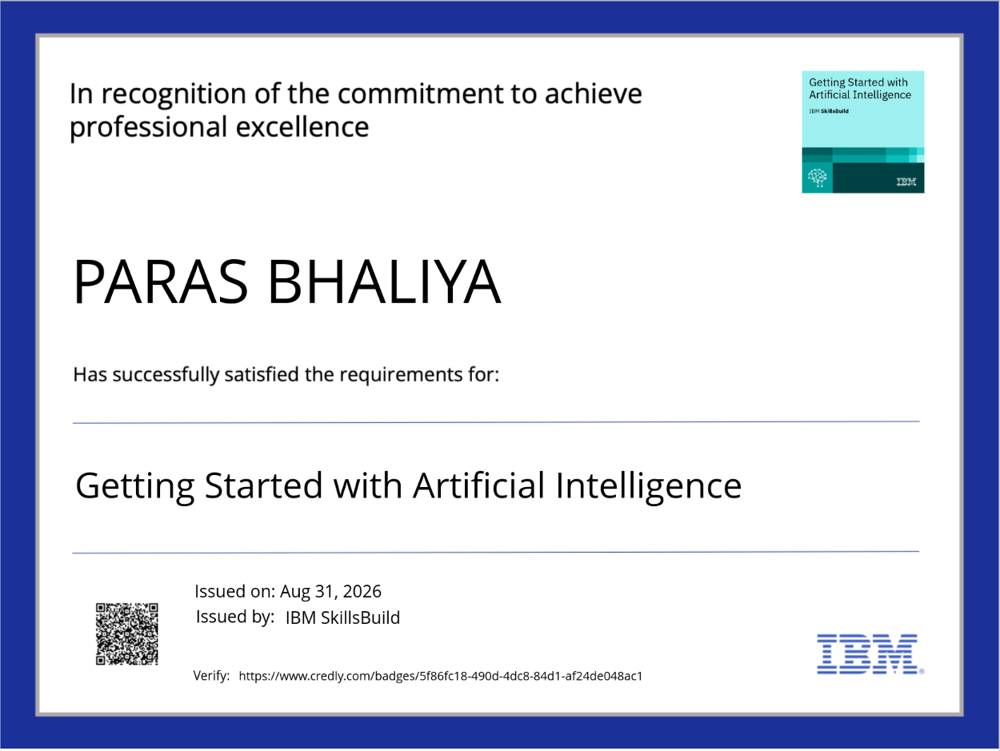 In recognition of the commitment to achieve
professional excellence
Getting Started with
Artificial Intelligence
IBM SkillsBuild
IBM
PARAS BHALIYA
Has successfully satisfied the requirements for:
Getting Started with Artificial Intelligence
Issued on: Aug 31, 2026
Issued by: IBM SkillsBuild
Verify: https://www.credly.com/badges/5f86fc18-490d-4dc8-84d1-af24de048ac1
IBM®